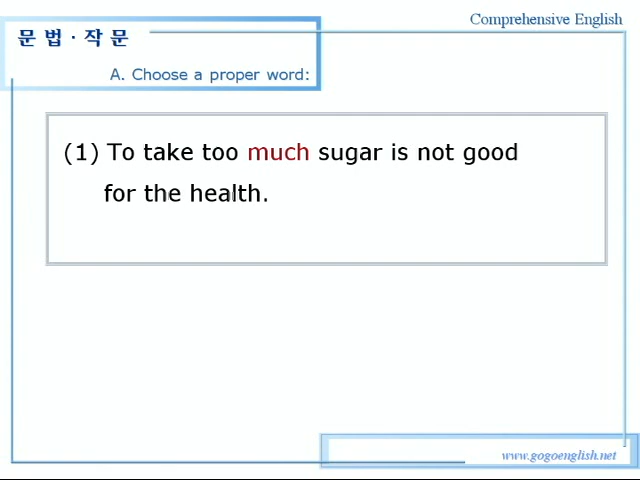 Comprehensive English
문 법 · 작 문
A. Choose a proper word:
(1) To take too much sugar is not good
for the health.
www.gogoenglish.net